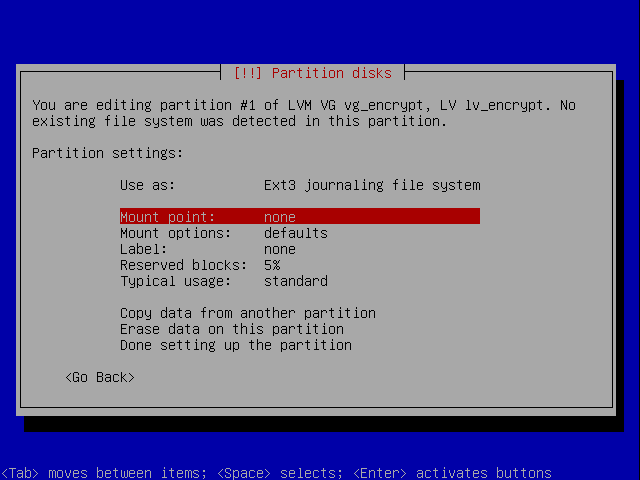 [!!] Partition disks
You are editing partition #1 of LVM VG vg_encrypt, LV lv_encrypt. No
existing file system was detected in this partition.
Partition settings:
Use as: Ext3 journaling file system
Mount point: none
Mount options: defaults
Label: none
Reserved blocks: 5%
Typical usage: standard
Copy data from another partition
Erase data on this partition
Done setting up the partition
<Go Back>
<Tab> moves between items; <Space> selects; <Enter> activates buttons